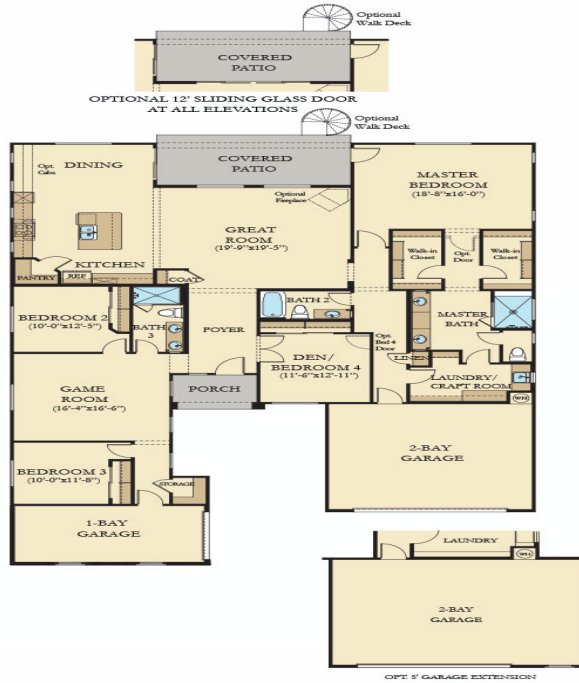 Optional
Walk Deck
COVERED
PATIO
OPTIONAL 12' SLIDING GLASS DOOR
AT ALL ELEVATIONS
Optional
Walk Deck
COVERED
PATIO
DINING
Opt.
Cabs
MASTER
BEDROOM
(18'-8"x16'-0")
Optional
Fireplace
GREAT
ROOM
(19'-9"x19'-5")
Walk-in
Closet
Opt.
Door
Walk-in
Closet
KITCHEN
PANTRY
REF
COAT
BEDROOM 2
(10'-0"x12'-5")
BATH
3
FOYER
BATH 2
MASTER
BATH
Opt.
Bed 4
Door
DEN/
BEDROOM 4
(11'-6"x12'-11")
LINEN
LAUNDRY/
CRAFT ROOM
WH
GAME
ROOM
(16'-4"x16'-6")
PORCH
2-BAY
GARAGE
BEDROOM 3
(10'-0"x11'-8")
STORAGE
1-BAY
GARAGE
LAUNDRY
WH
2-BAY
GARAGE
OPT. 5' GARAGE EXTENSION